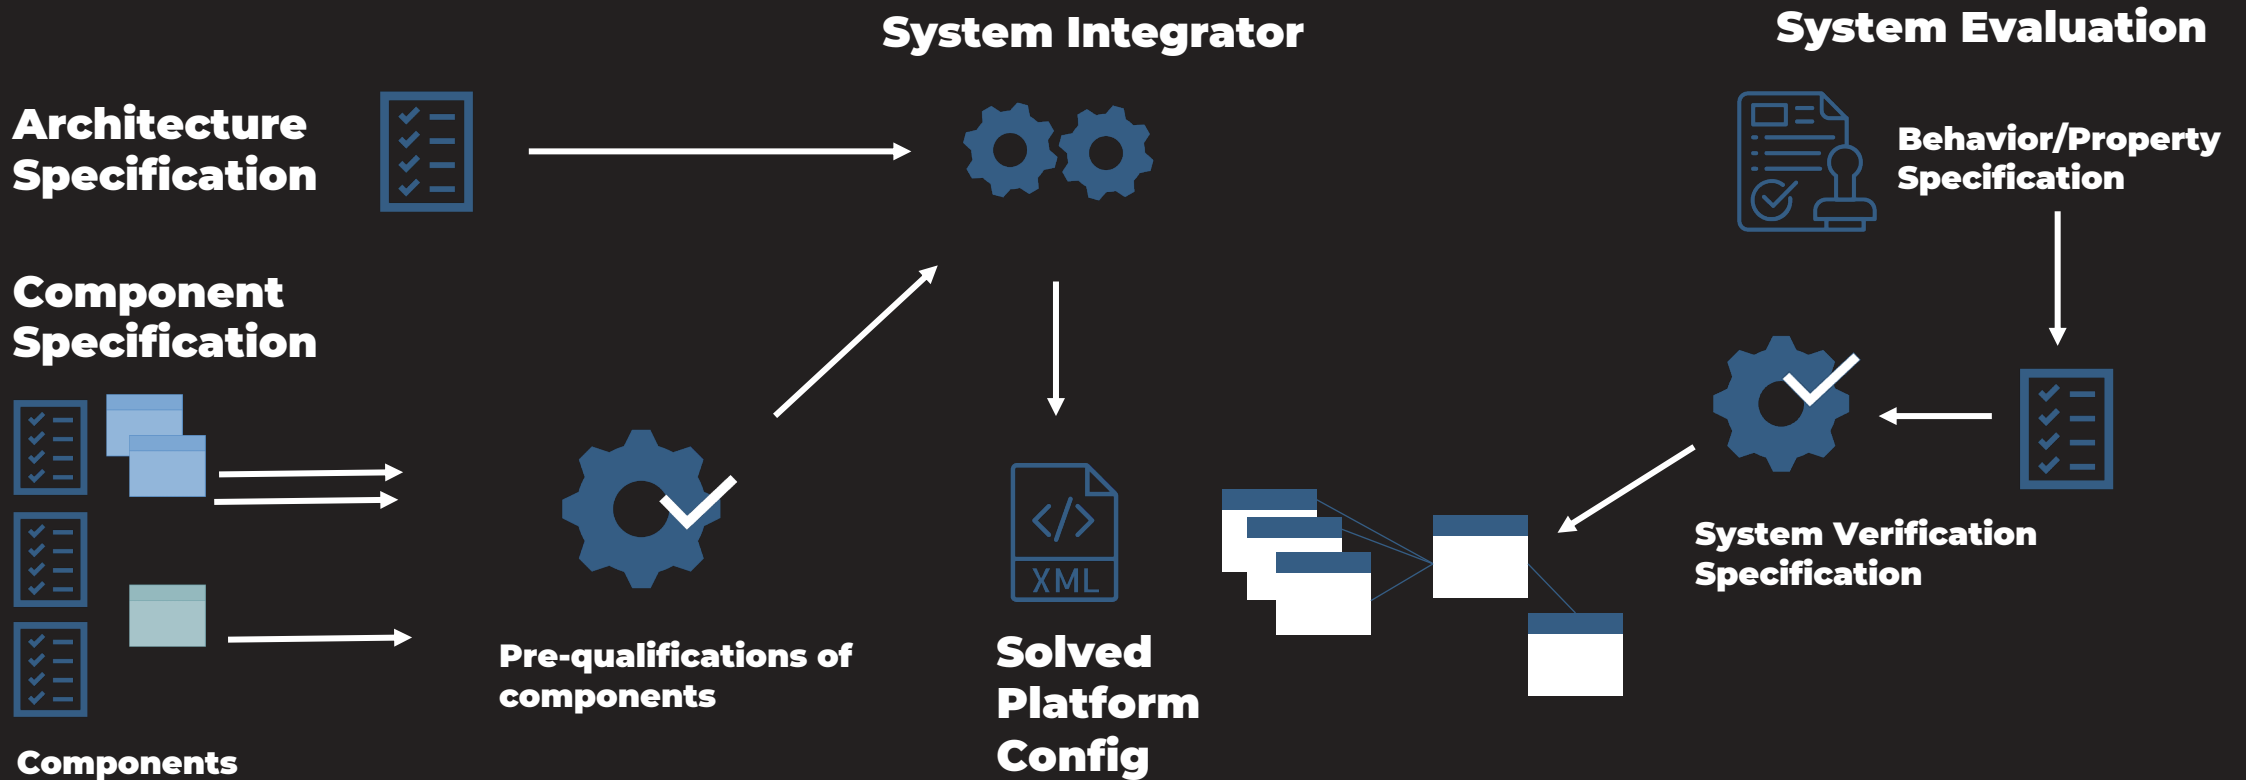 System Integrator
System Evaluation
Architecture
Specification
Behavior/Property
Specification
Component
Specification
System Verification
Specification
XML
Pre-qualifications of
components
Solved
Platform
Config
Components